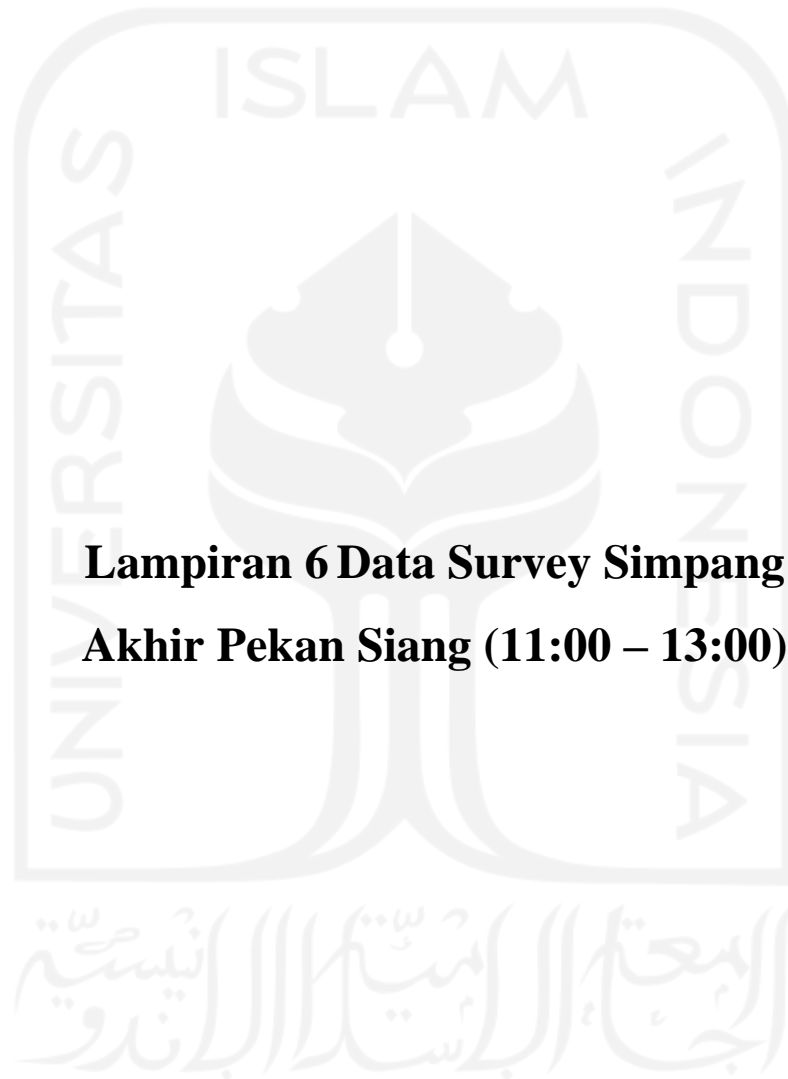 ISLAM
UNIVERSITAS
INDONESIA
Lampiran 6 Data Survey Simpang
Akhir Pekan Siang (11:00 – 13:00)